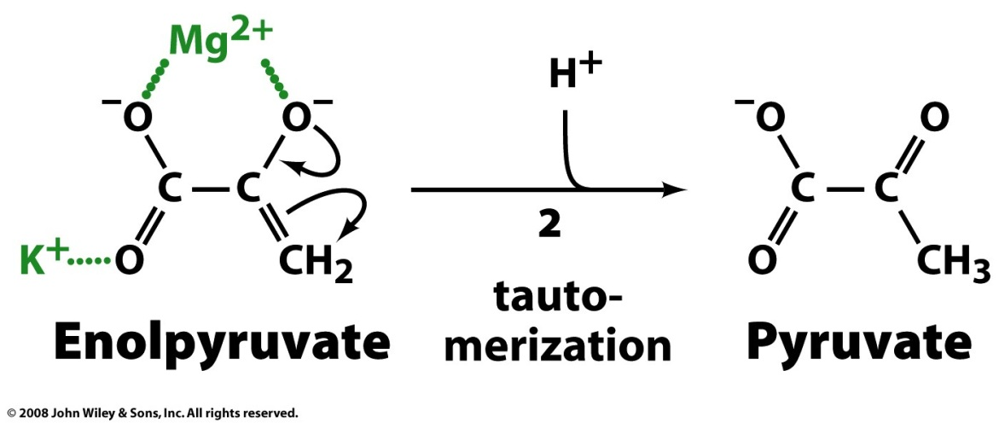 Mg2+
H+
−O
O−
−O
O
C
C
C
C
2
K+
O
CH2
O
CH3
tauto-
merization
Enolpyruvate
Pyruvate
© 2008 John Wiley & Sons, Inc. All rights reserved.